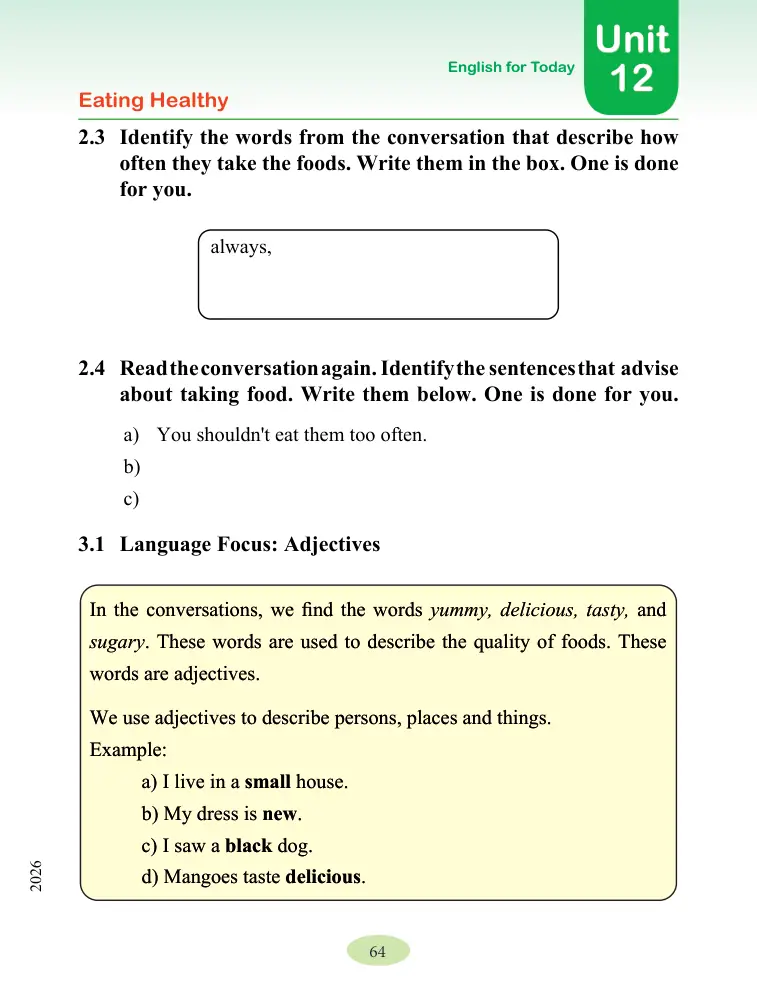 Unit
12
English for Today
Eating Healthy
2.3 Identify the words from the conversation that describe how
often they take the foods. Write them in the box. One is done
for you.
always,
2.4 Read the conversation again. Identify the sentences that advise
about taking food. Write them below. One is done for you.
a) You shouldn't eat them too often.
b)
c)
3.1 Language Focus: Adjectives
In the conversations, we find the words yummy, delicious, tasty, and
sugary. These words are used to describe the quality of foods. These
words are adjectives.
We use adjectives to describe persons, places and things.
Example:
a) I live in a small house.
b) My dress is new.
c) I saw a black dog.
d) Mangoes taste delicious.
2026
64